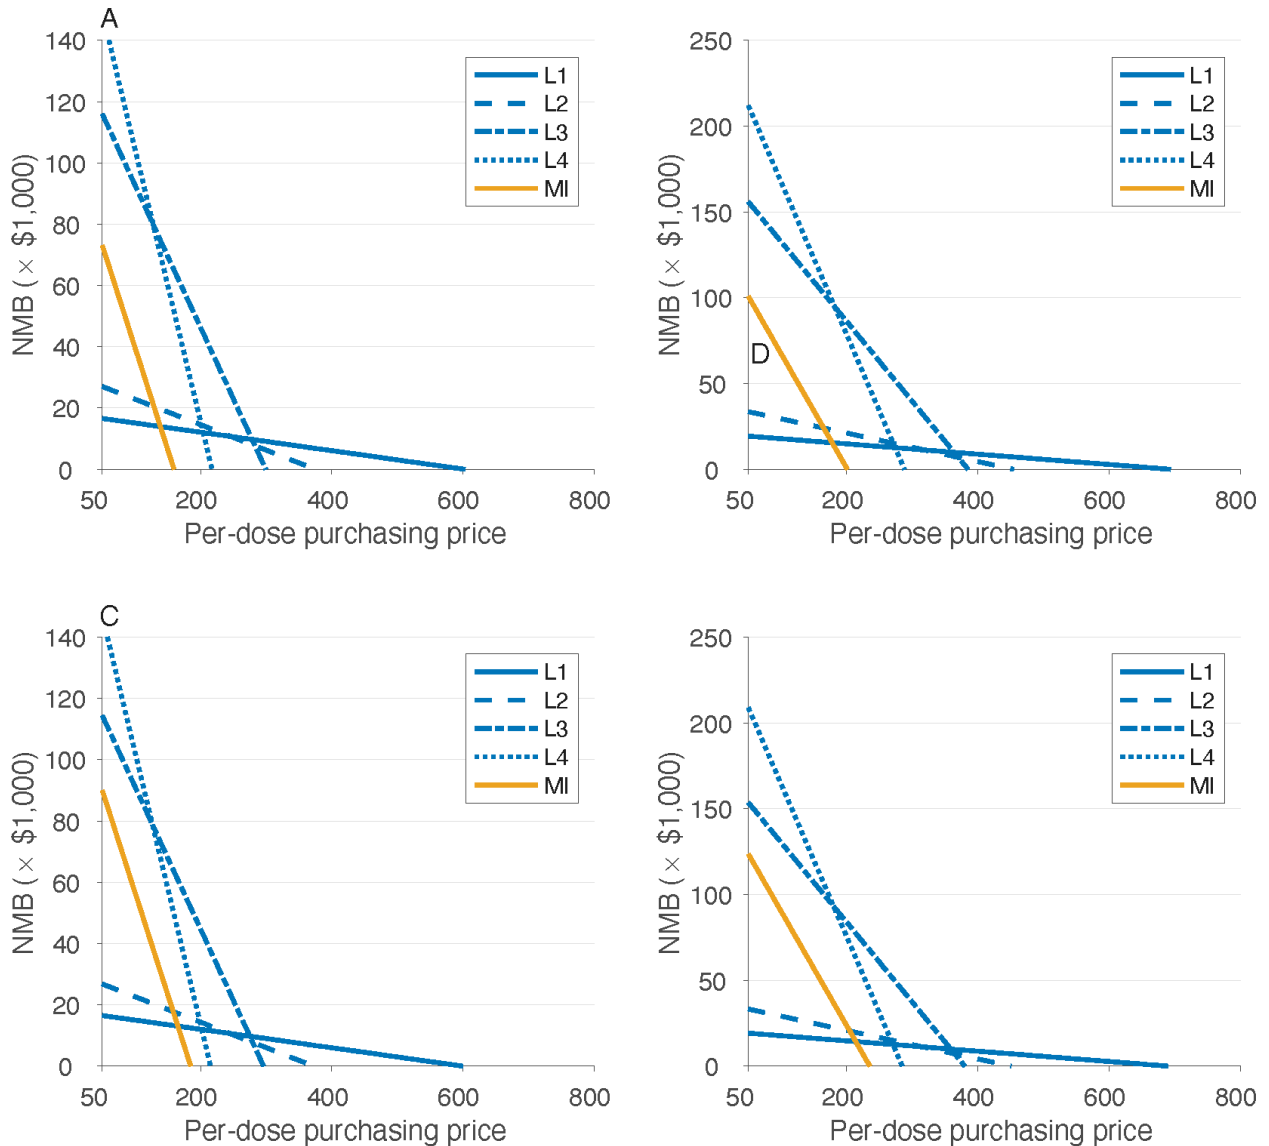 A
140
120
100
80
60
40
20
0
NMB ( × $1,000)
50 200 400 600 800
Per-dose purchasing price
L1
L2
L3
L4
MI
250
200
150
100
50
0
NMB ( × $1,000)
D
50 200 400 600 800
Per-dose purchasing price
L1
L2
L3
L4
MI
C
140
120
100
80
60
40
20
0
NMB ( × $1,000)
50 200 400 600 800
Per-dose purchasing price
L1
L2
L3
L4
MI
250
200
150
100
50
0
NMB ( × $1,000)
50 200 400 600 800
Per-dose purchasing price
L1
L2
L3
L4
MI